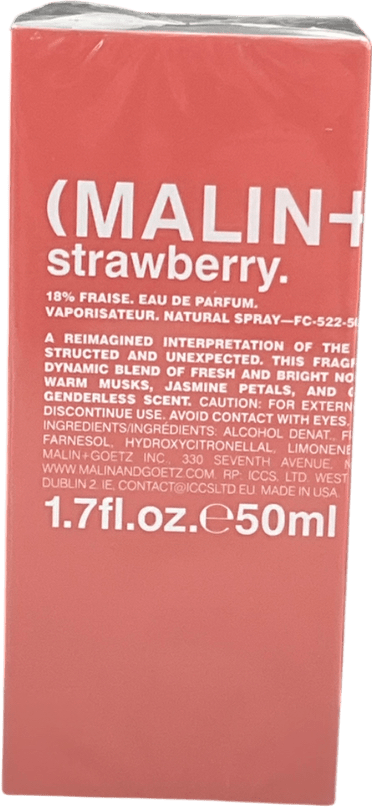 (MALIN+
strawberry.
18% FRAISE. EAU DE PARFUM.
VAPORISATEUR. NATURAL SPRAY—FC-522-5
A REIMAGINED INTERPRETATION OF THE
STRUCTED AND UNEXPECTED. THIS FRAG
DYNAMIC BLEND OF FRESH AND BRIGHT NO
WARM MUSKS, JASMINE PETALS, AND
GENDERLESS SCENT. CAUTION: FOR EXTERN
DISCONTINUE USE. AVOID CONTACT WITH EYES.
INGREDIENTS/INGRÉDIENTS: ALCOHOL DENAT.,
FARNESOL, HYDROXYCITRONELLAL, LIMONENE
MALIN+GOETZ INC., 330 SEVENTH AVENUE,
WWW.MALINANDGOETZ.COM. RP: ICCS. LTD. WEST
DUBLIN 2. IE, CONTACT@ICCSLTD.EU. MADE IN USA.
1.7fl.oz.℮50ml